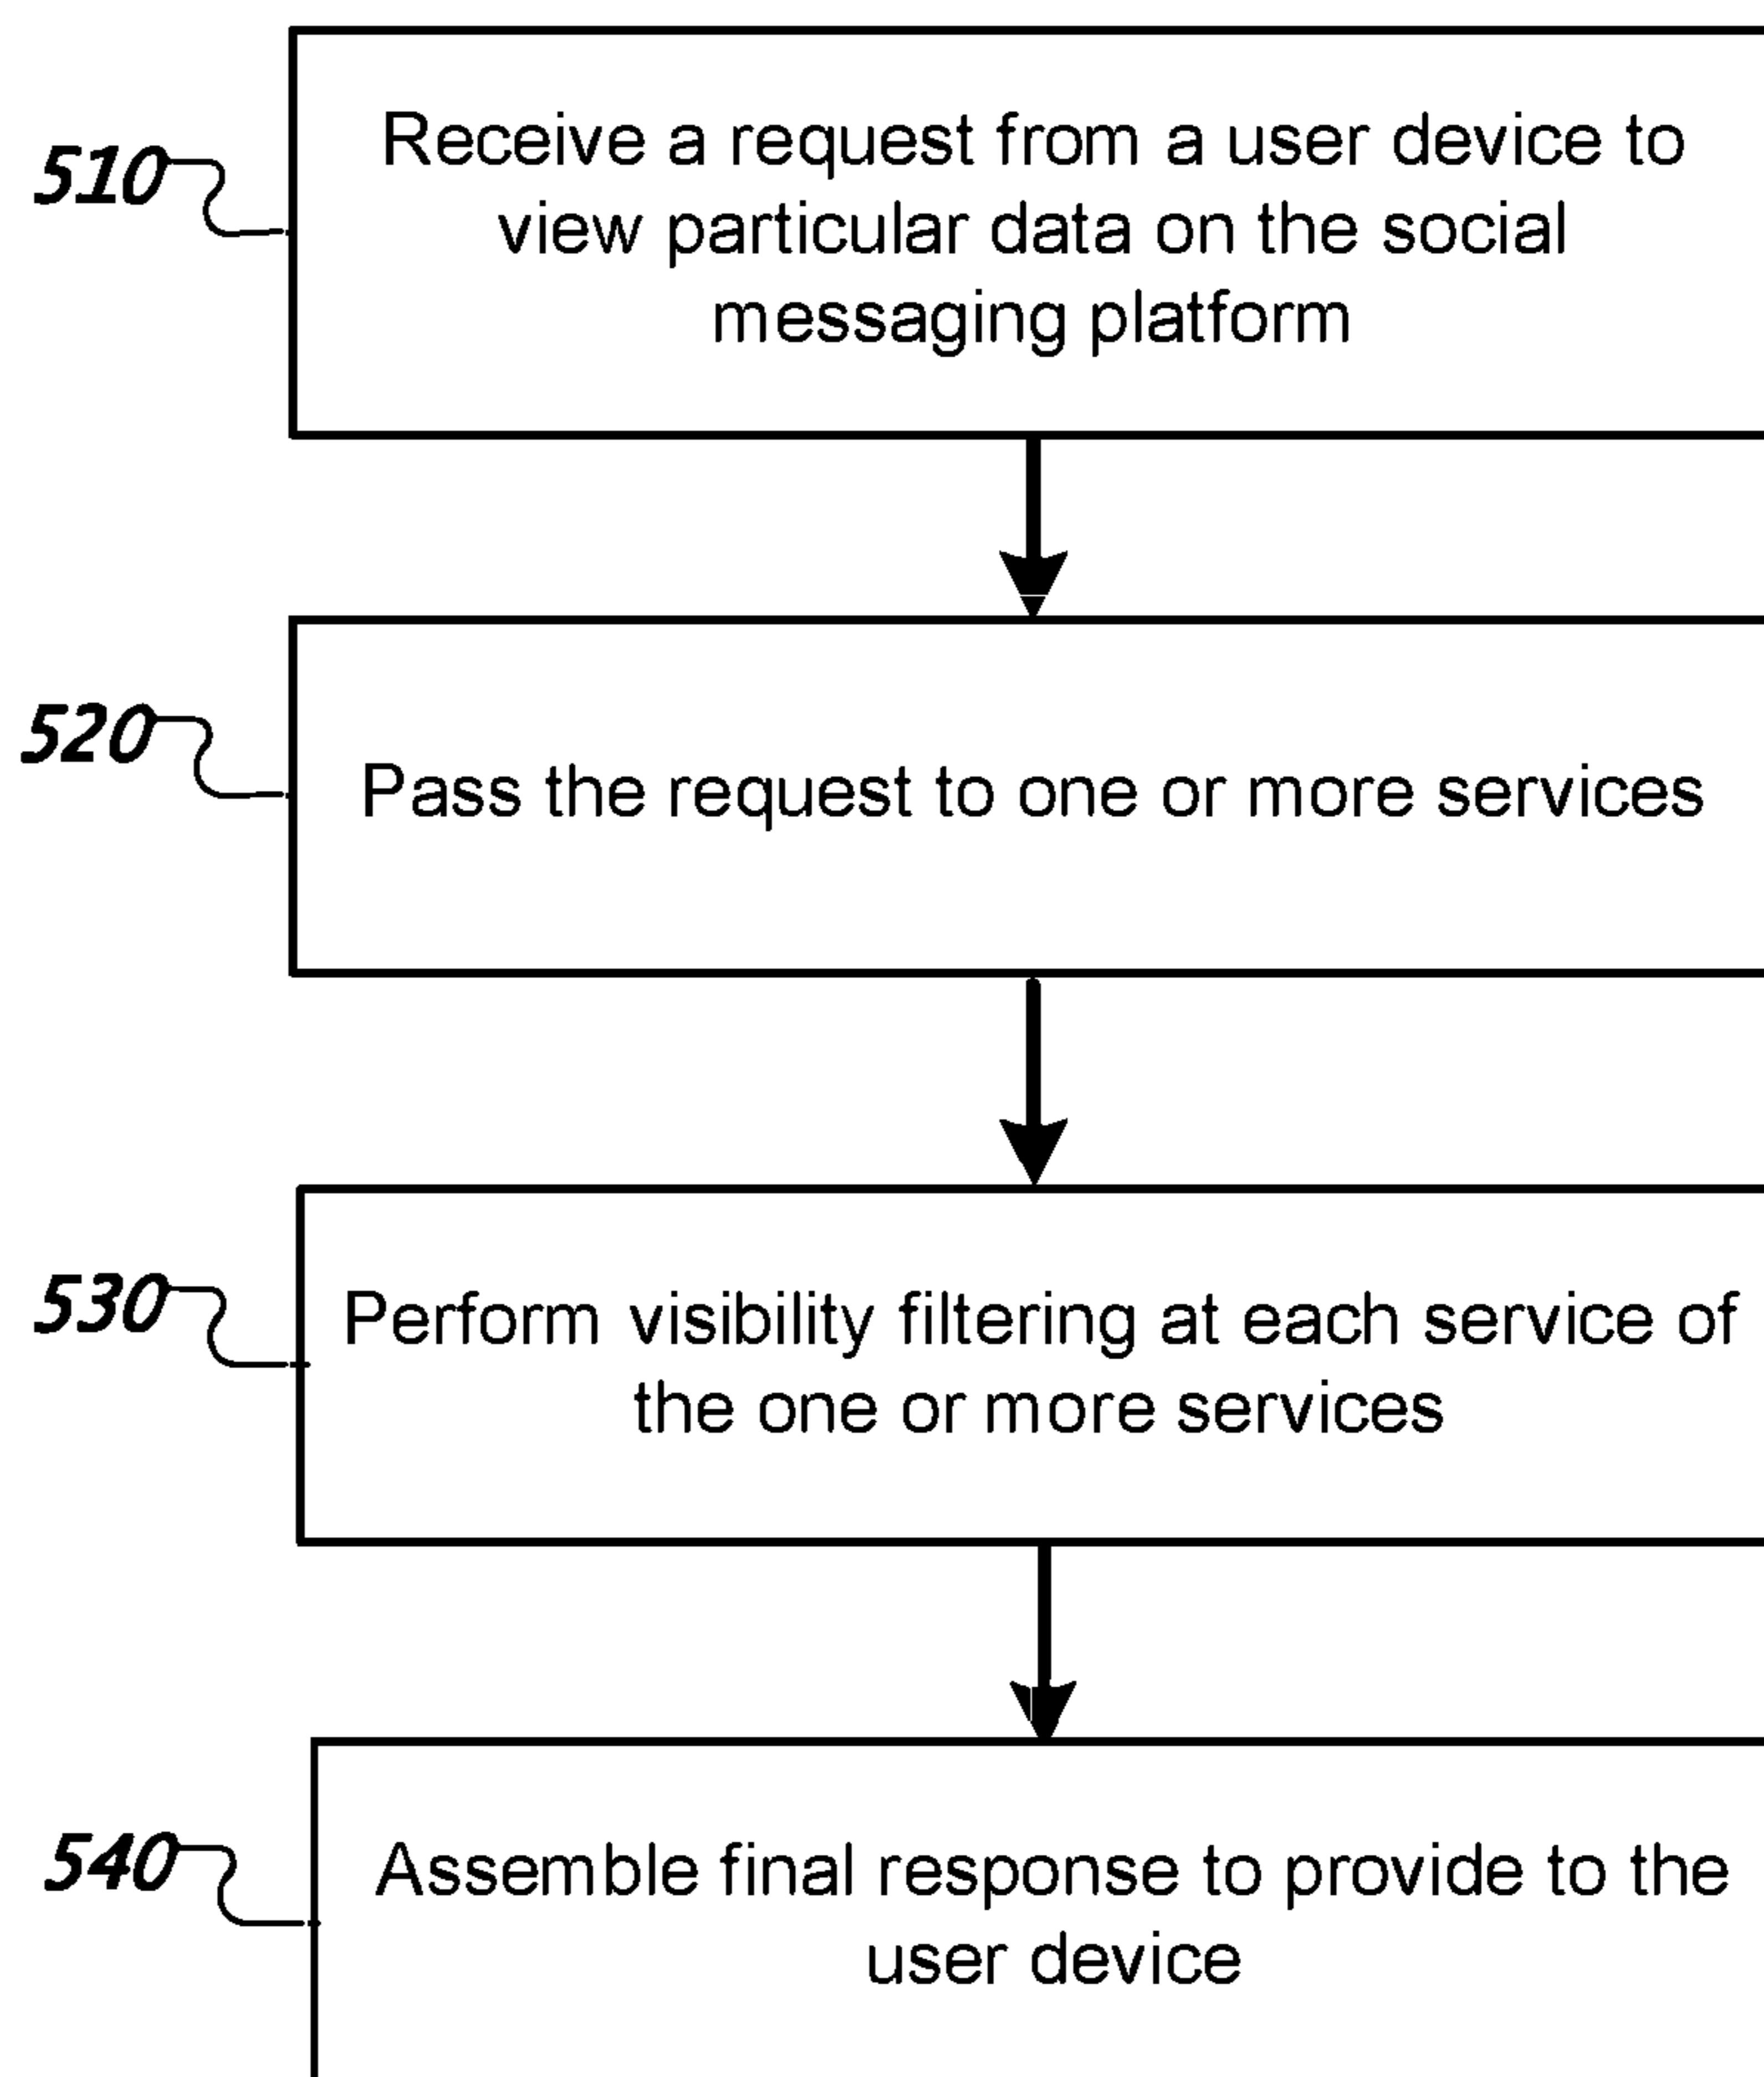 510
Receive a request from a user device to
view particular data on the social
messaging platform
520
Pass the request to one or more services
530
Perform visibility filtering at each service of
the one or more services
540
Assemble final response to provide to the
user device